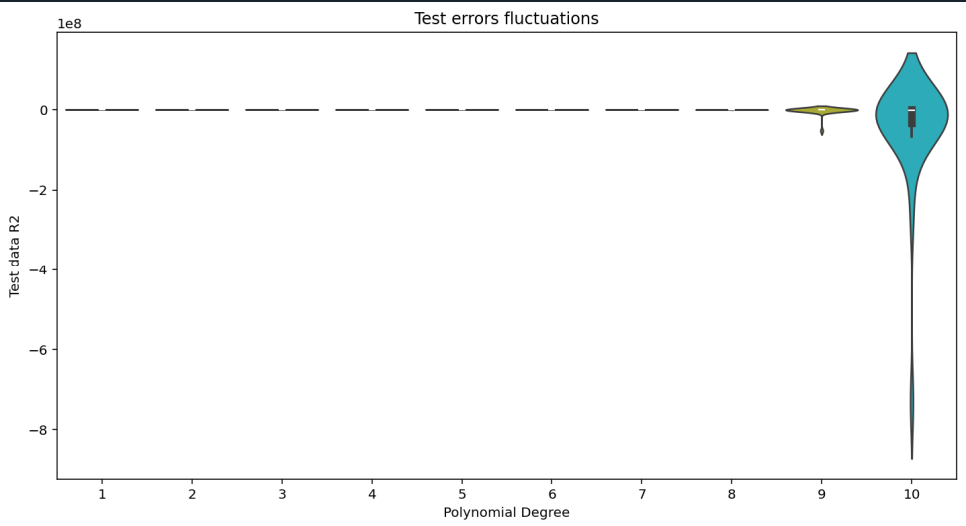 Test errors fluctuations
1e8
Test data R2
0
−2
−4
−6
−8
1 2 3 4 5 6 7 8 9 10
Polynomial Degree